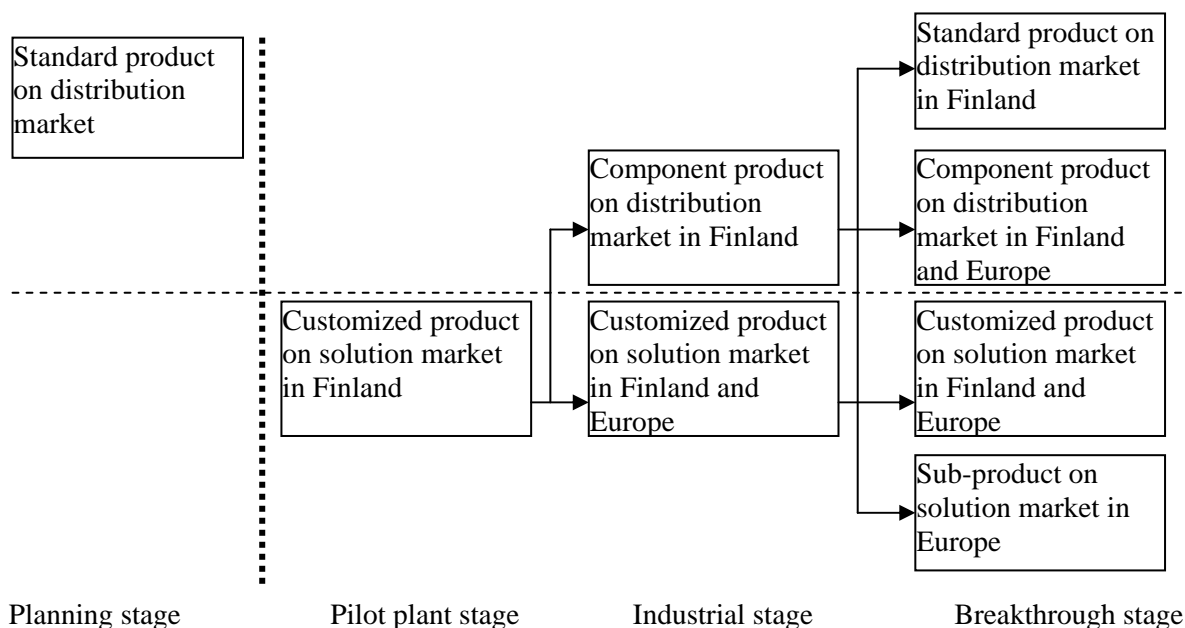 Standard product
on distribution
market
Customized product
on solution market
in Finland
Component product
on distribution
market in Finland
Customized product
on solution market
in Finland and
Europe
Standard product on
distribution market
in Finland
Component product
on distribution
market in Finland
and Europe
Customized product
on solution market
in Finland and
Europe
Sub-product on
solution market in
Europe
Planning stage
Pilot plant stage
Industrial stage
Breakthrough stage